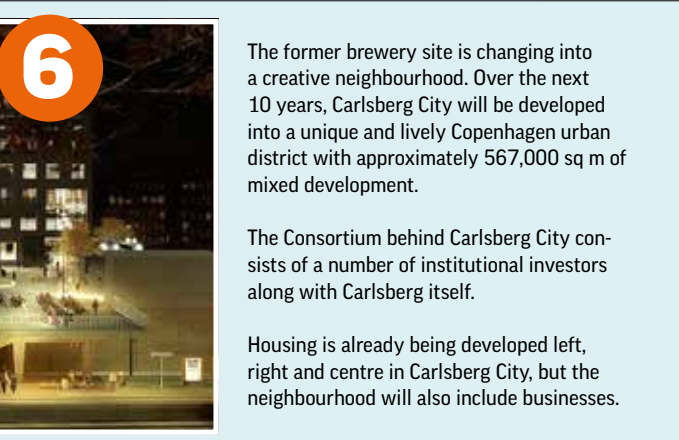 6
The former brewery site is changing into
a creative neighbourhood. Over the next
10 years, Carlsberg City will be developed
into a unique and lively Copenhagen urban
district with approximately 567,000 sq m of
mixed development.
The Consortium behind Carlsberg City con-
sists of a number of institutional investors
along with Carlsberg itself.
Housing is already being developed left,
right and centre in Carlsberg City, but the
neighbourhood will also include businesses.